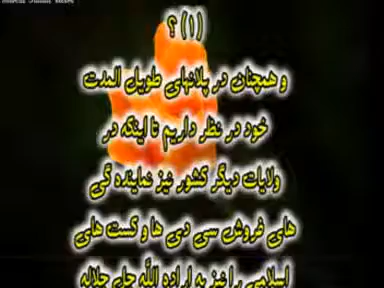 (۱) ؟
و همچنان در پلانهای طویل المدت
خود در نظر داریم تا اینکه در
ولایات دیگر کشور نیز نماینده گی
های فروش سی دی ها و کست های
اسلامی را نیز به اراده الله جل جلاله